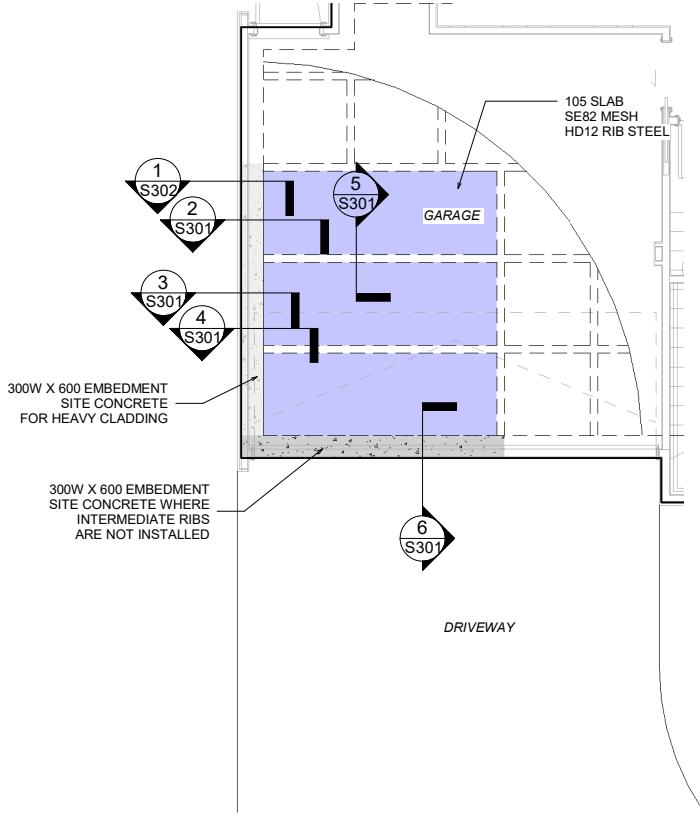 105 SLAB
SE82 MESH
HD12 RIB STEEL
1
S302
5
S301
2
S301
GARAGE
3
S301
4
S301
300W X 600 EMBEDMENT
SITE CONCRETE
FOR HEAVY CLADDING
300W X 600 EMBEDMENT
SITE CONCRETE WHERE
INTERMEDIATE RIBS
ARE NOT INSTALLED
6
S301
DRIVEWAY